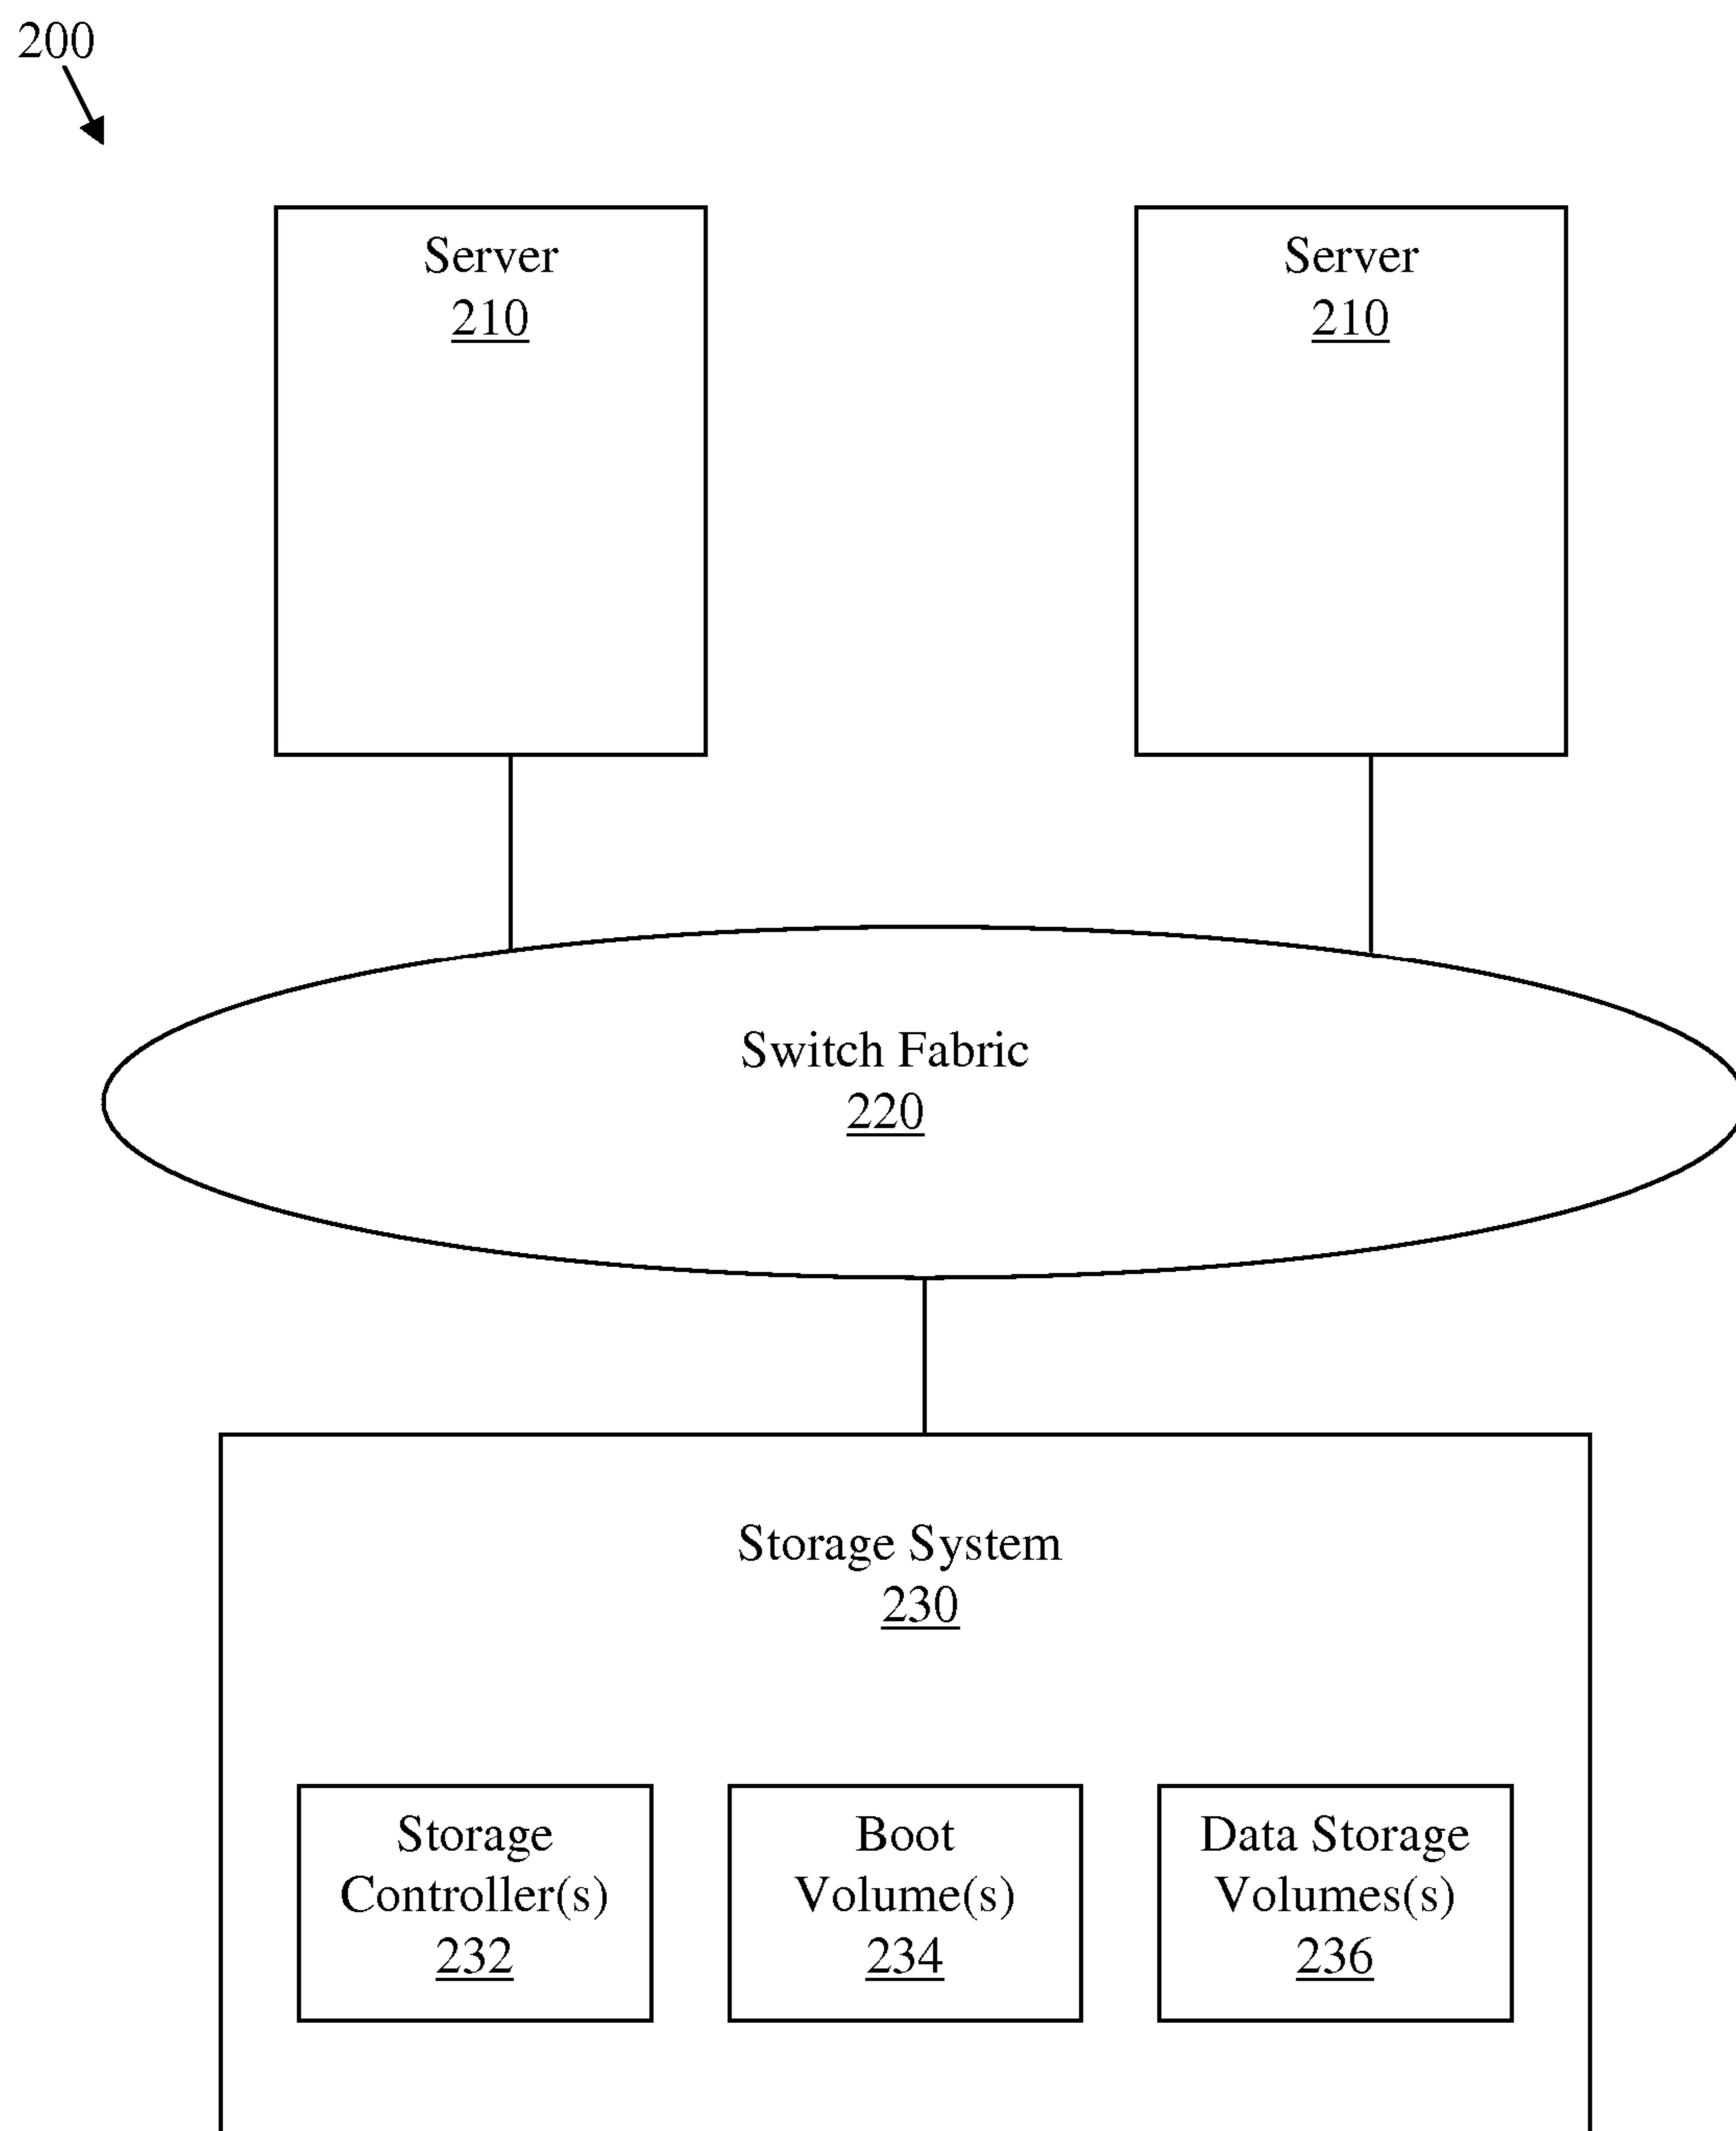 200
Server
210
Server
210
Switch Fabric
220
Storage System
230
Storage
Controller(s)
232
Boot
Volume(s)
234
Data Storage
Volumes(s)
236